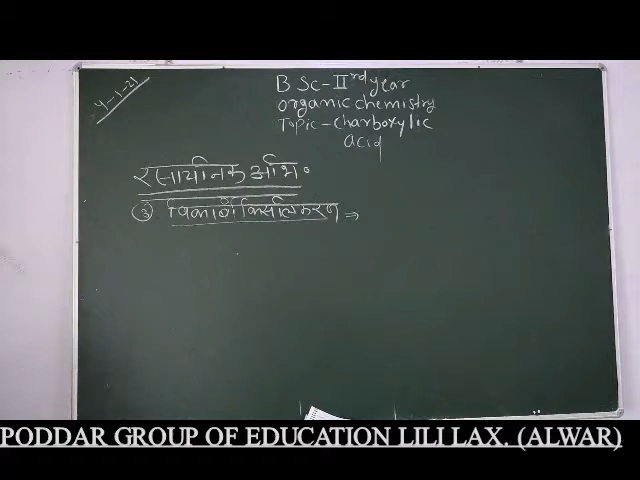 4-1-21
B Sc-IIrd year
organic chemistry
Topic-Charboxylic
acid
रसायनिक अभि०
③ विकार्बोक्सिलिकरण ⇒
PODDAR GROUP OF EDUCATION LILI LAX. (ALWAR)